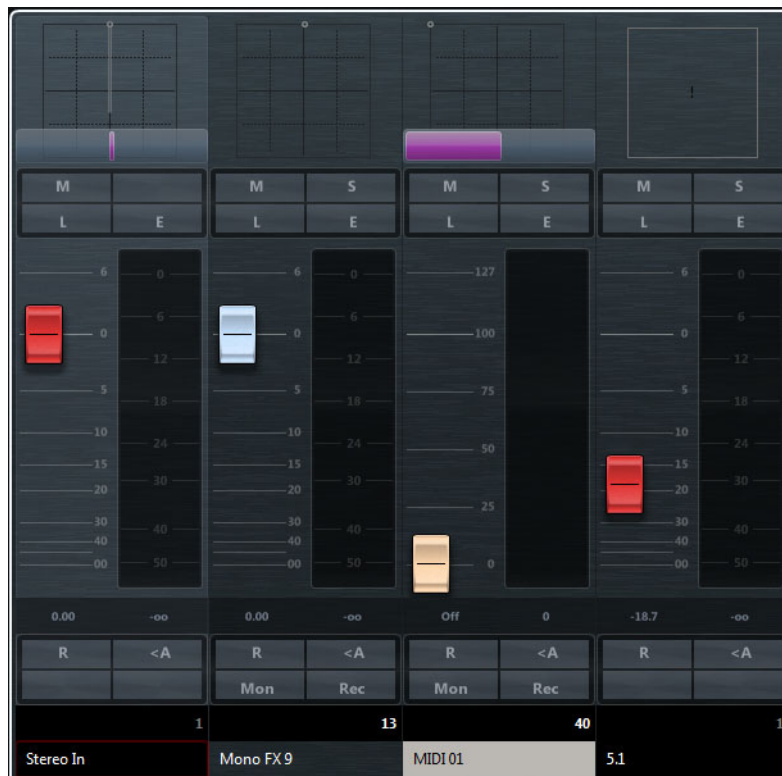 !
M M S M S M S
L E L E L E L E
6 0 6 0 127 6 0
0 6 0 6 100 0 6
12 12 12
5 18 5 18 75 5 18
10 24 10 24 50 10 24
15 15 15
20 30 20 30 25 20 30
30 30 30
40 40 40 40 40 40
00 50 00 50 0 00 50
0.00 -oo 0.00 -oo Off 0 -18.7 -oo
R <A R <A R <A R <A
Mon Rec Mon Rec
1 13 40 1
Stereo In Mono FX 9 MIDI 01 5.1